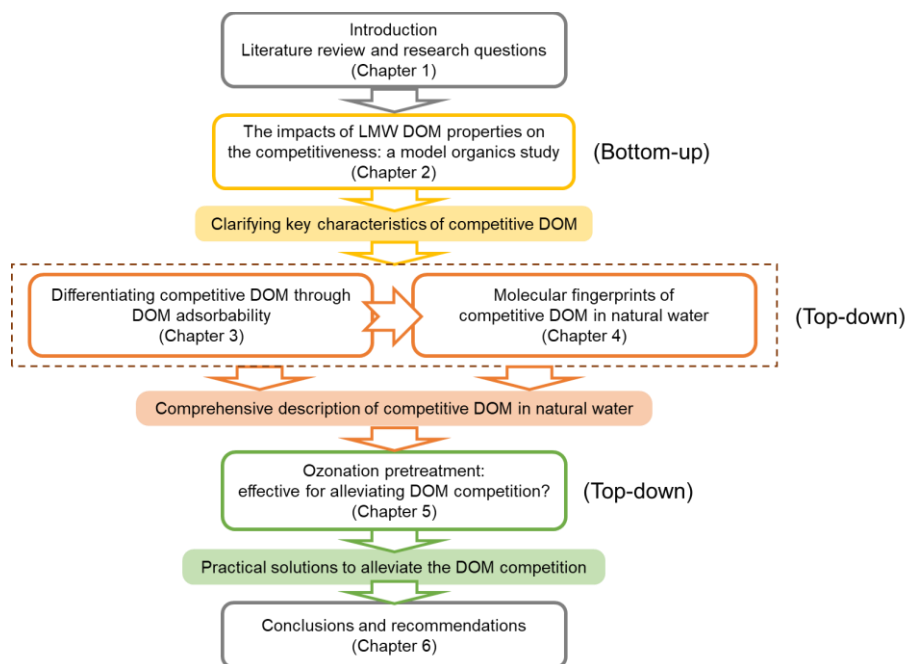 Introduction
Literature review and research questions
(Chapter 1)
The impacts of LMW DOM properties on
the competitiveness: a model organics study
(Chapter 2)
(Bottom-up)
Clarifying key characteristics of competitive DOM
Differentiating competitive DOM through
DOM adsorbability
(Chapter 3)
Molecular fingerprints of
competitive DOM in natural water
(Chapter 4)
(Top-down)
Comprehensive description of competitive DOM in natural water
Ozonation pretreatment:
effective for alleviating DOM competition?
(Chapter 5)
(Top-down)
Practical solutions to alleviate the DOM competition
Conclusions and recommendations
(Chapter 6)